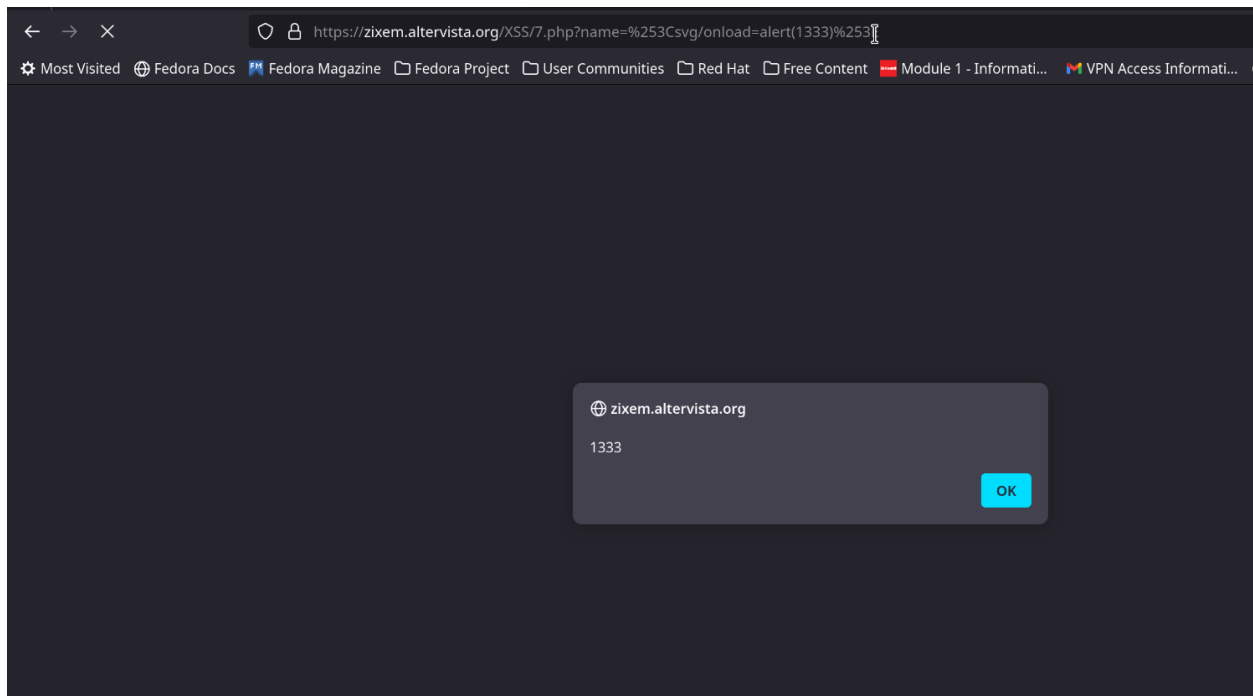 https://zixem.altervista.org/XSS/7.php?name=%253Csvg/onload=alert(1333)%253
Most Visited Fedora Docs FM Fedora Magazine Fedora Project User Communities Red Hat Free Content Module 1 - Informati... VPN Access Informati...
zixem.altervista.org
1333
OK